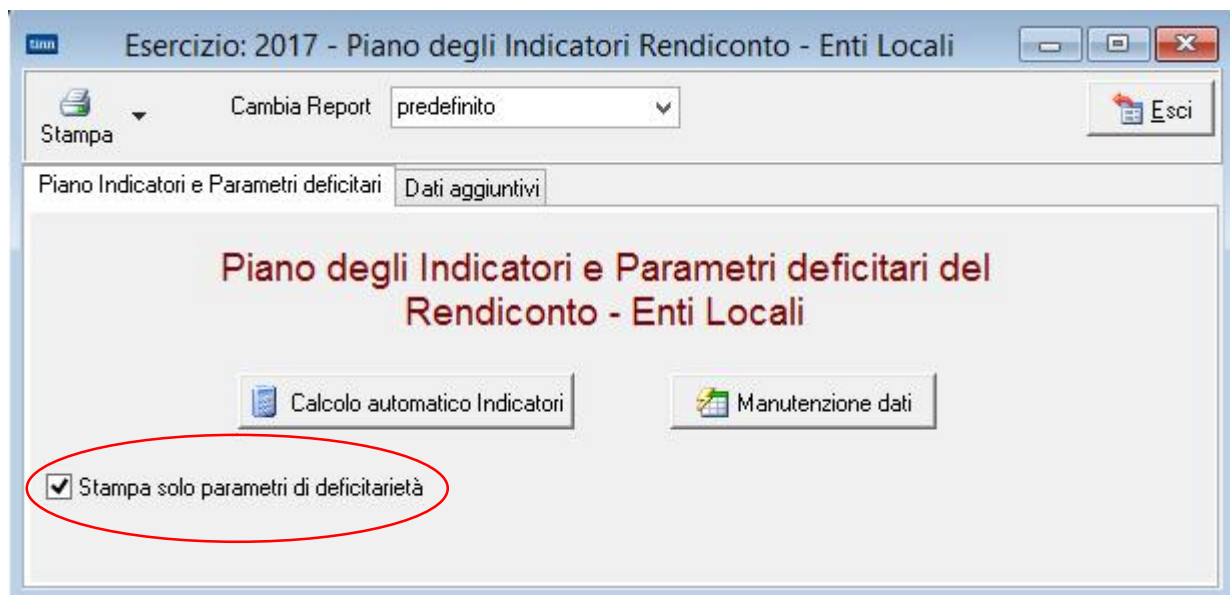 tinn
Esercizio: 2017 - Piano degli Indicatori Rendiconto - Enti Locali
Stampa
Cambia Report
predefinito
Esci
Piano Indicatori e Parametri deficitari
Dati aggiuntivi
Piano degli Indicatori e Parametri deficitari del
Rendiconto - Enti Locali
Calcolo automatico Indicatori
Manutenzione dati
Stampa solo parametri di deficitarietà